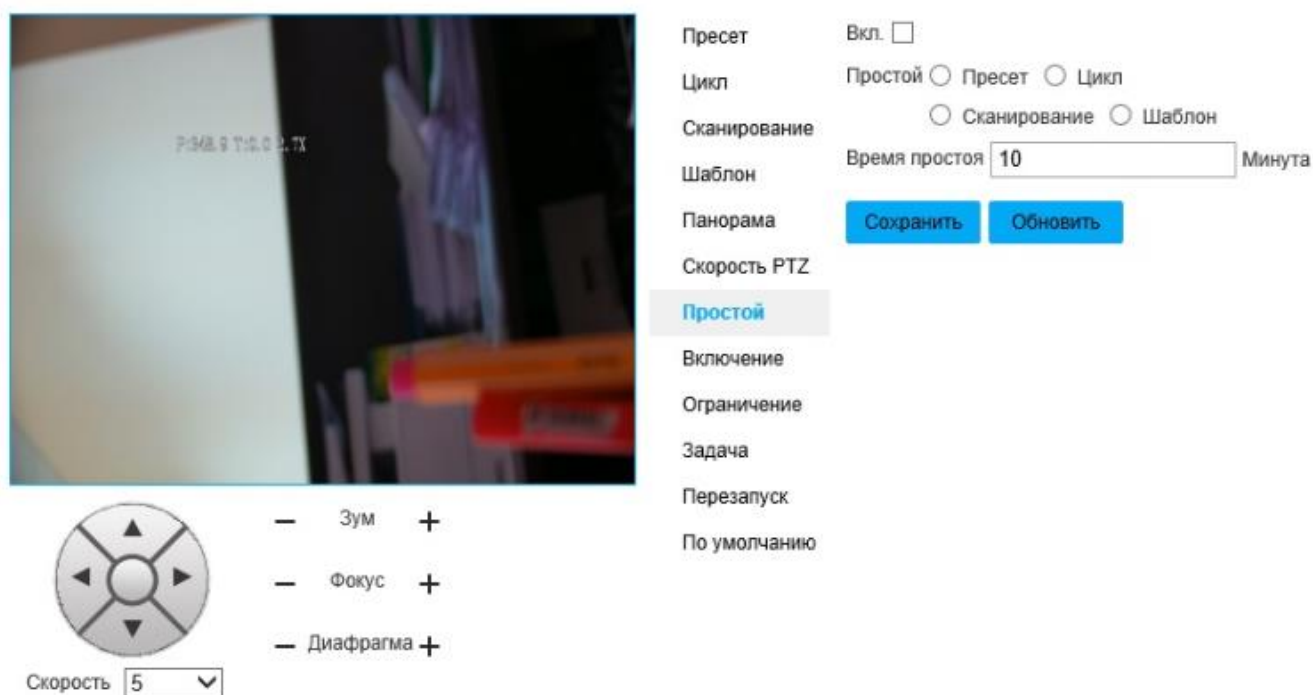 Пресет
Цикл
Сканирование
Шаблон
Панорама
Скорость PTZ
Простой
Включение
Ограничение
Задача
Перезапуск
По умолчанию
Вкл.
Простой Пресет Цикл
Сканирование Шаблон
Время простоя 10 Минута
Сохранить Обновить
Зум
Фокус
Диафрагма
Скорость 5